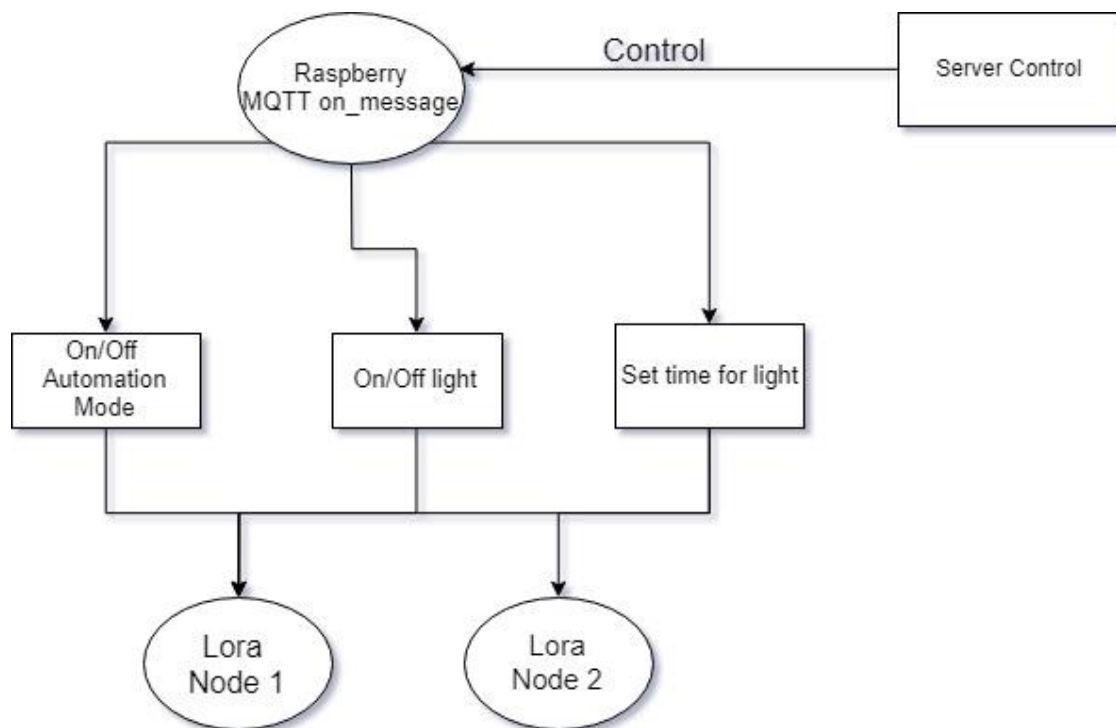 Control
Server Control
Raspberry
MQTT on_message
On/Off
Automation
Mode
On/Off light
Set time for light
Lora
Node 1
Lora
Node 2